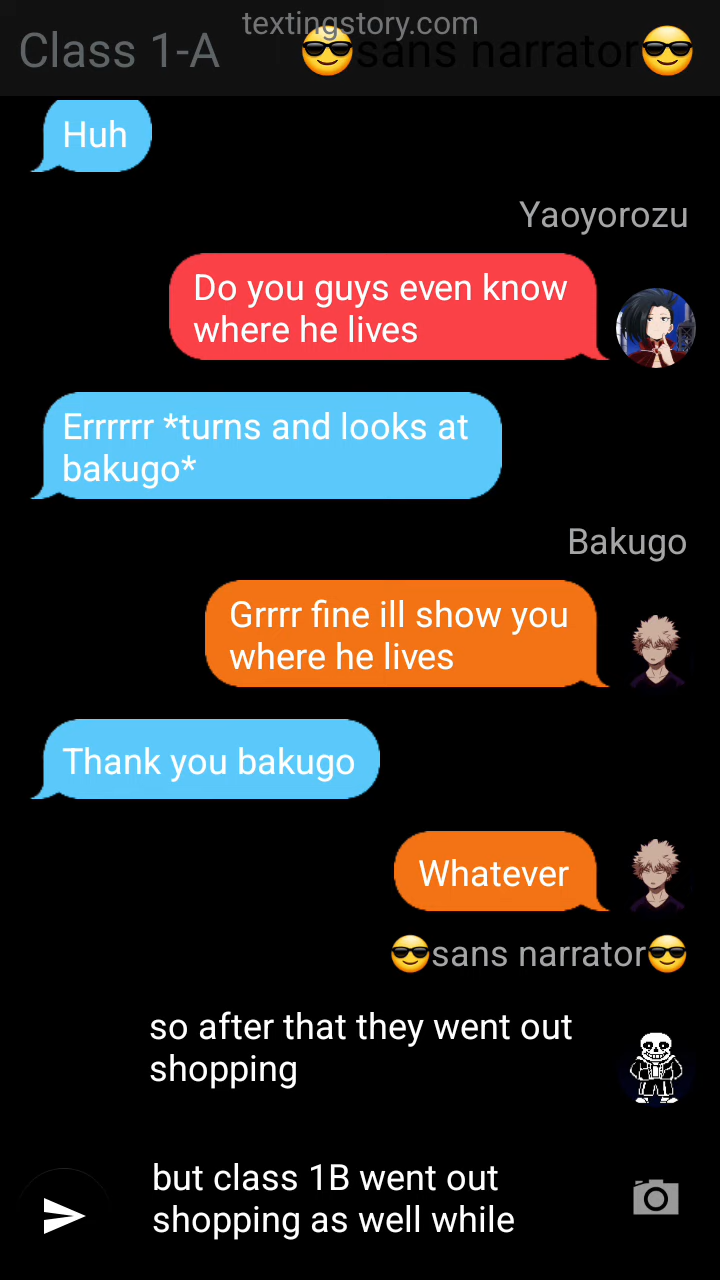 textingstory.com
Class 1-A 😎sans narrator😎
Huh
Yaoyorozu
Do you guys even know
where he lives
Errrrrr *turns and looks at
bakugo*
Bakugo
Grrrr fine ill show you
where he lives
Thank you bakugo
Whatever
😎sans narrator😎
so after that they went out
shopping
but class 1B went out
shopping as well while